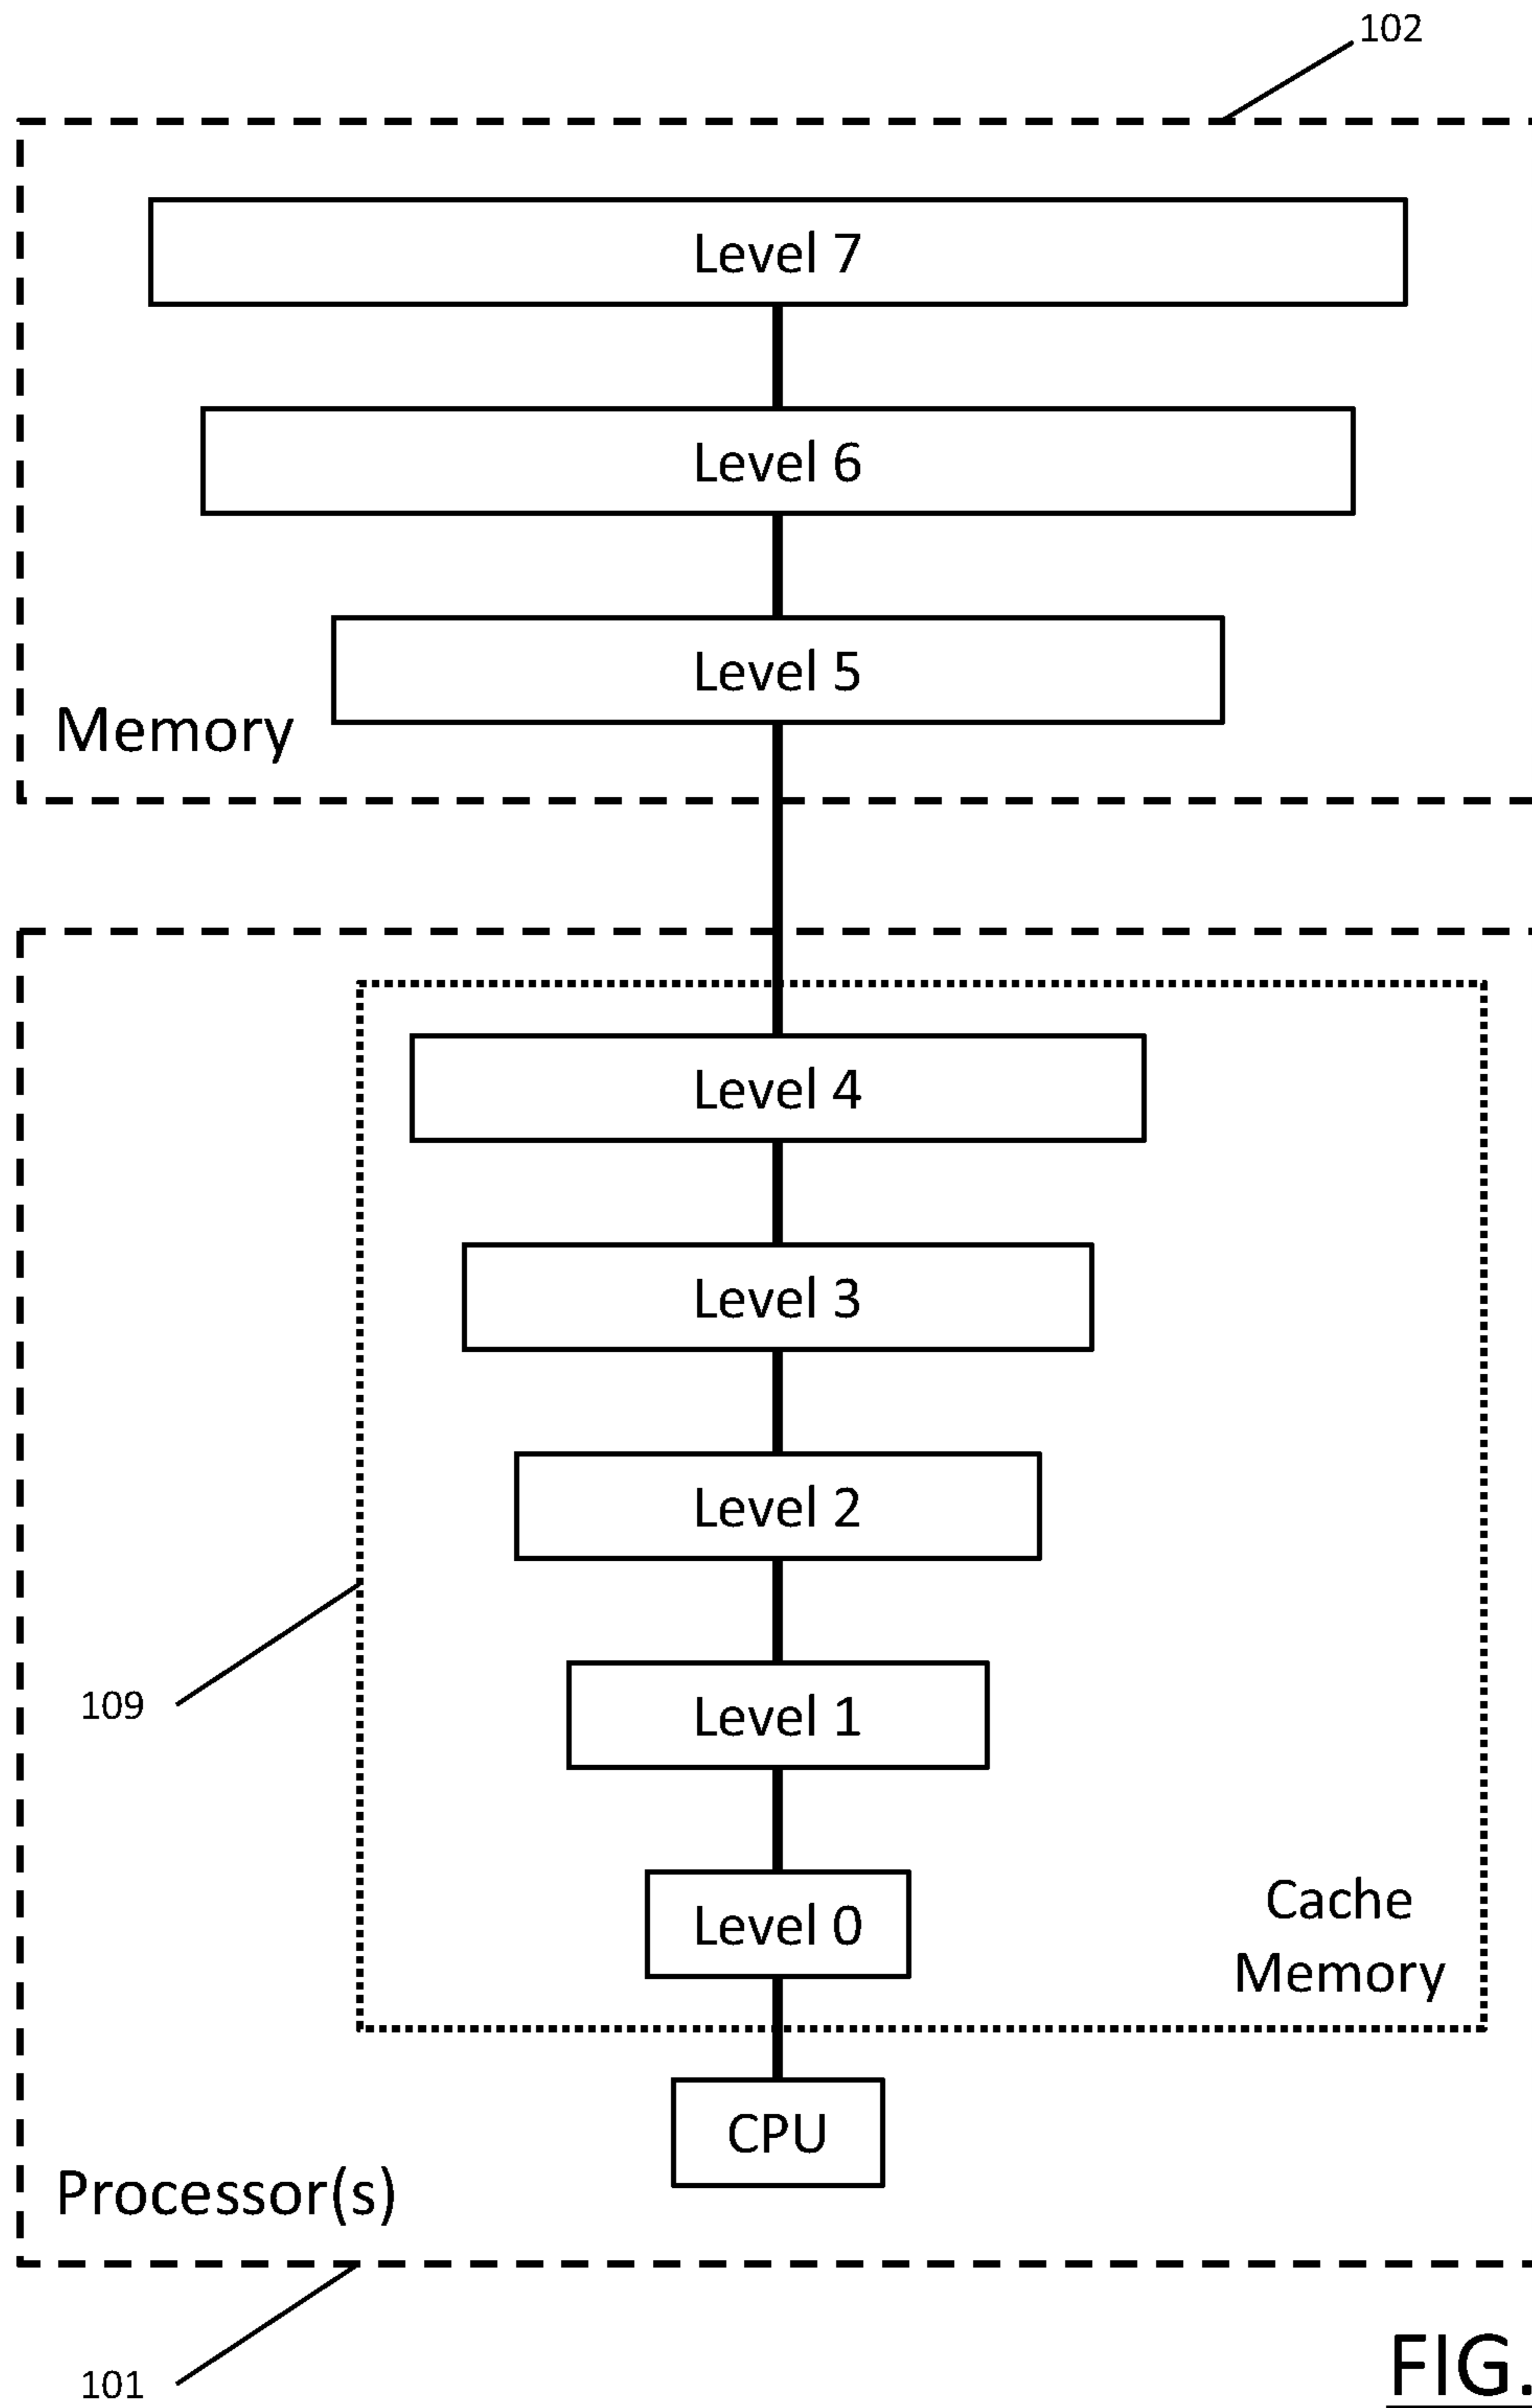 102
Level 7
Level 6
Level 5
Memory
Level 4
Level 3
Level 2
109
Level 1
Level 0
Cache
Memory
CPU
Processor(s)
101
FIG.